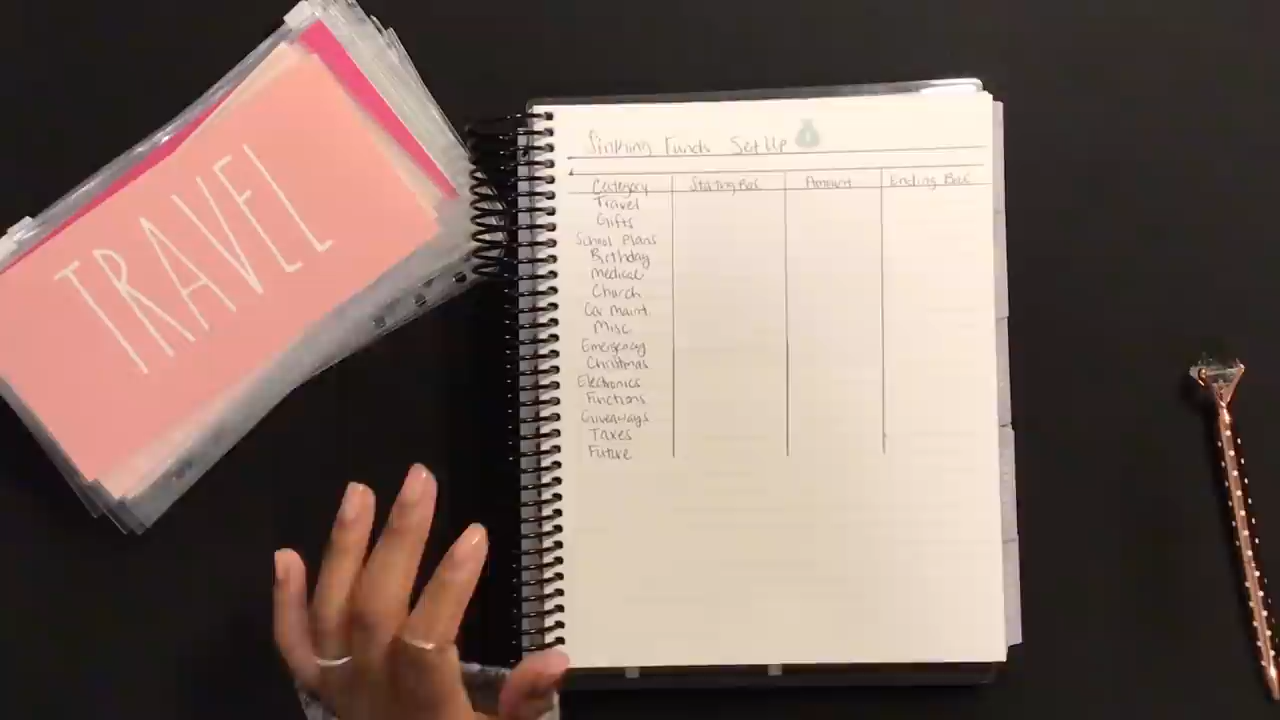 TRAVEL
Sinking Funds Set Up
Category Starting Bal. Amount Ending Bal.
Travel
Gifts
School Plans
Birthday
Medical
Church
Car Maint.
Misc.
Emergency
Christmas
Electronics
Functions
Giveaways
Taxes
Future